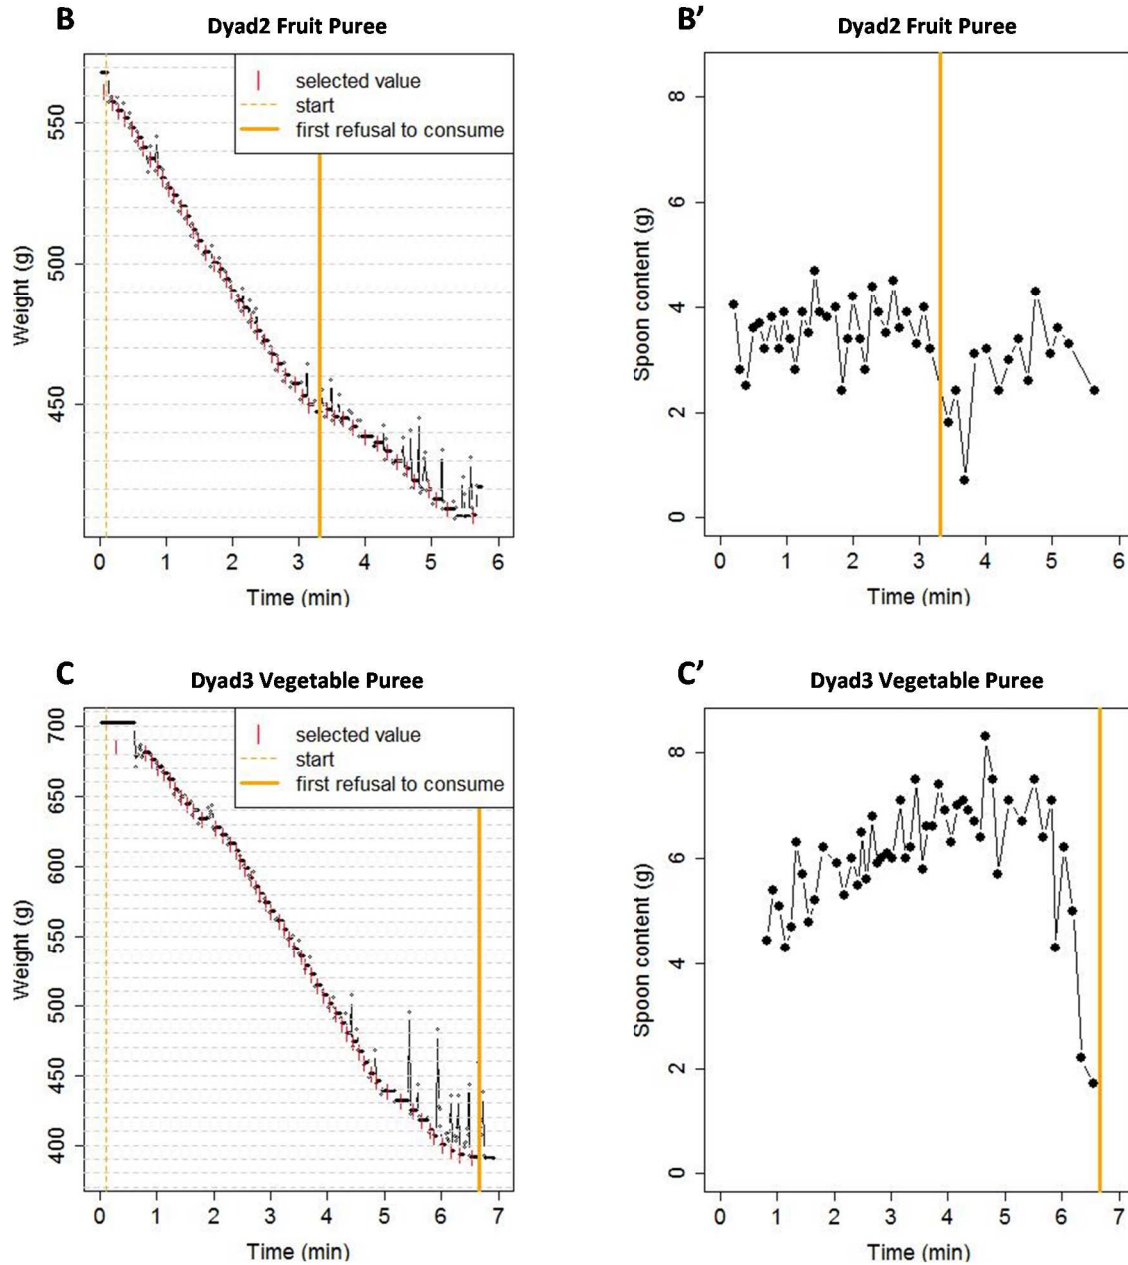 B
Dyad2 Fruit Puree
selected value
start
first refusal to consume
550
500
450
Weight (g)
0 1 2 3 4 5 6
Time (min)
B’
Dyad2 Fruit Puree
8
6
4
2
0
Spoon content (g)
0 1 2 3 4 5 6
Time (min)
C
Dyad3 Vegetable Puree
selected value
start
first refusal to consume
700
650
600
550
500
450
400
Weight (g)
0 1 2 3 4 5 6 7
Time (min)
C’
Dyad3 Vegetable Puree
8
6
4
2
0
Spoon content (g)
0 1 2 3 4 5 6 7
Time (min)